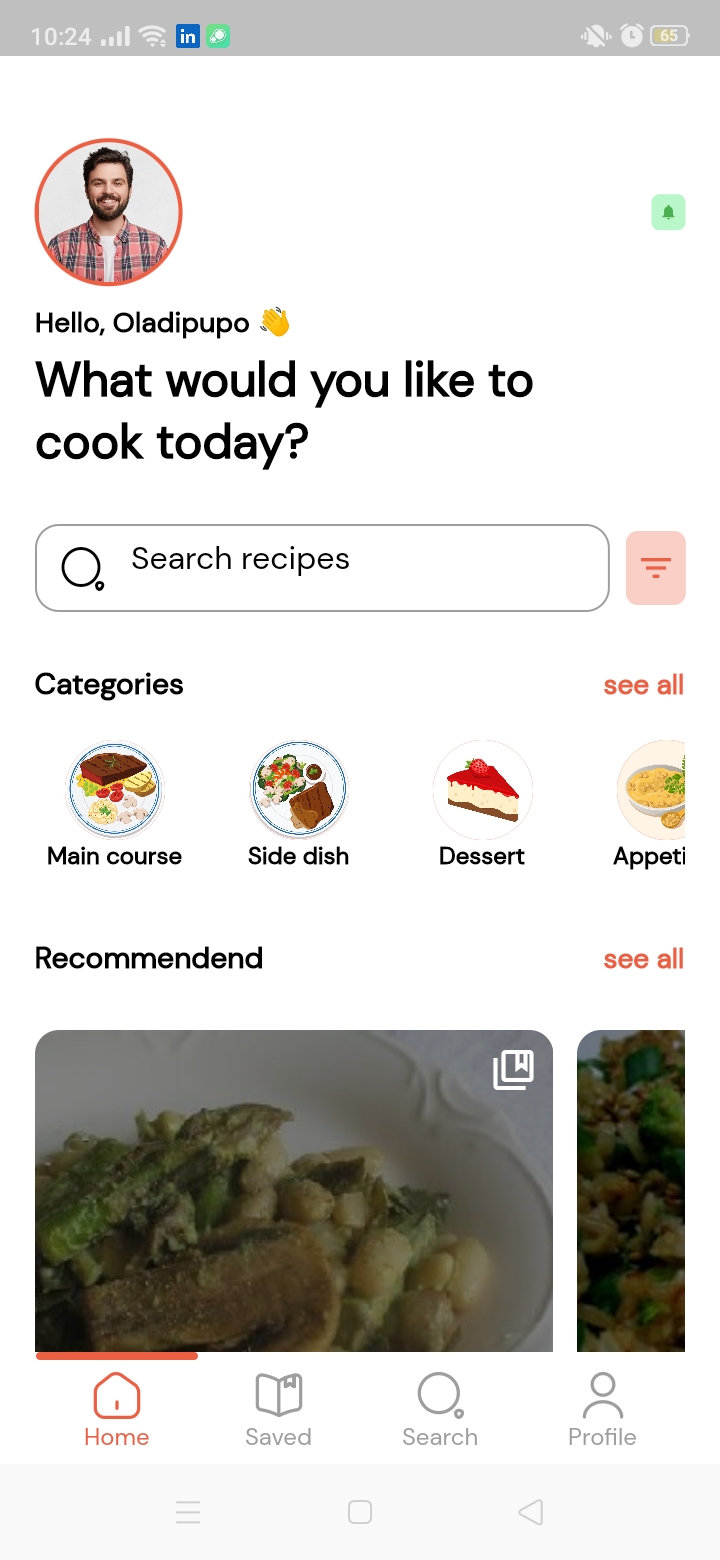 10:24 in 65
Hello, Oladipupo 👋
What would you like to
cook today?
Search recipes
Categories see all
Main course Side dish Dessert Appeti
Recommendend see all
Home Saved Search Profile